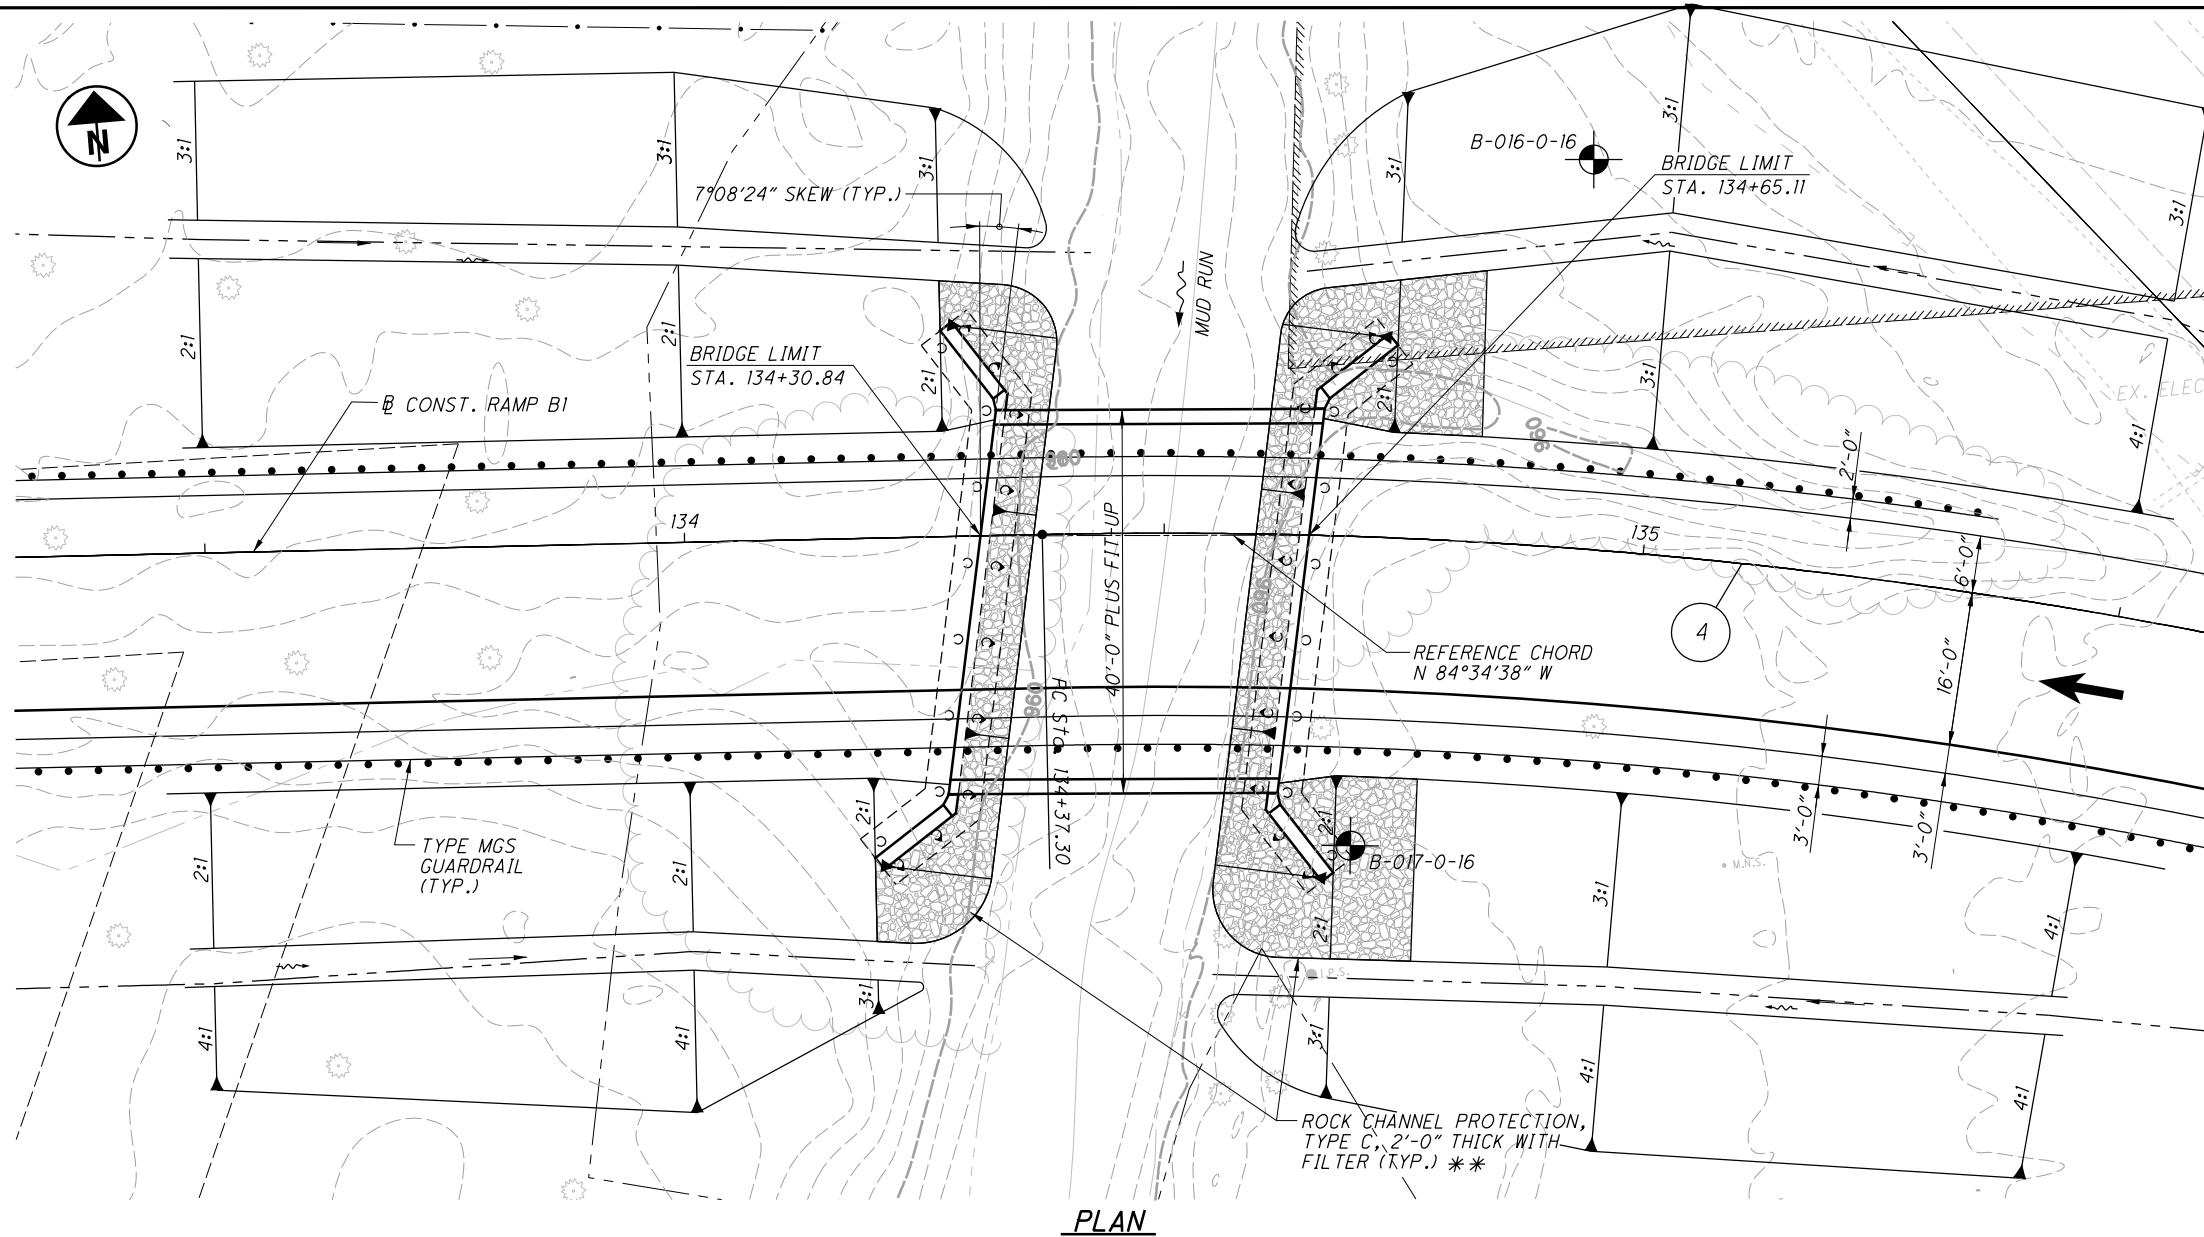 N
3:1
3:1
3:1
3:1
3:1
3:1
7°08'24" SKEW (TYP.)
B-016-0-16
BRIDGE LIMIT
STA. 134+65.11
MUD RUN
2:1
2:1
2:1
2:1
3:1
4:1
BRIDGE LIMIT
STA. 134+30.84
EX. ELEC
℄ CONST. RAMP B1
960
2'-0"
134
135
6'-0"
40'-0" PLUS FIT-UP
960
4
REFERENCE CHORD
N 84°34'38" W
16'-0"
960
PC Sta. 134+37.30
TYPE MGS
GUARDRAIL
(TYP.)
2:1
2:1
2:1
2:1
2:1
B-017-0-16
3'-0"
3'-0"
M.N.S.
3:1
4:1
I.P.S.
4:1
4:1
3:1
3:1
4:1
4:1
ROCK CHANNEL PROTECTION,
TYPE C, 2'-0" THICK WITH
FILTER (TYP.) **
PLAN